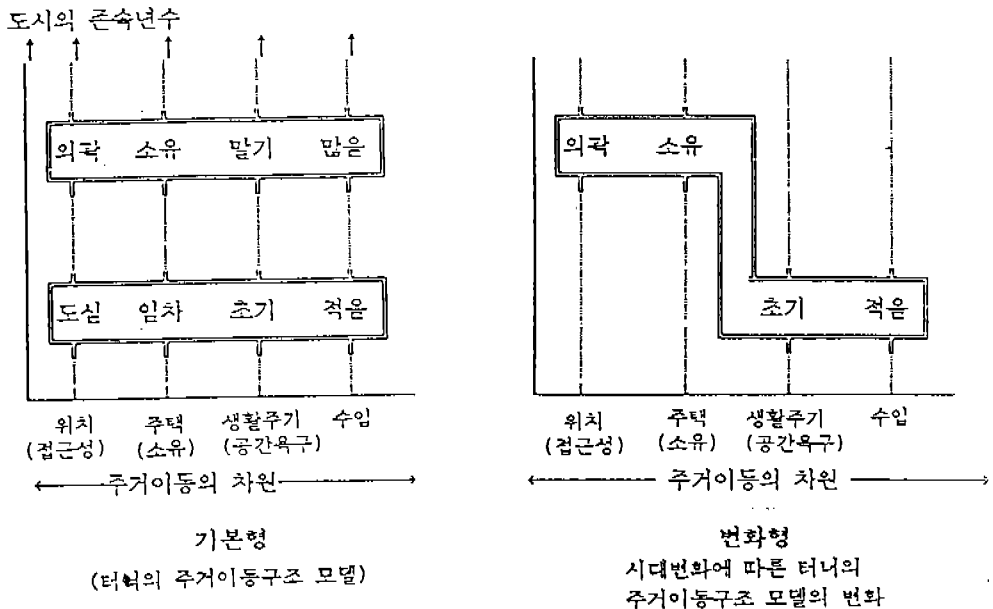 도시의 존속년수
외곽 소유 말기 많음
도실 임차 초기 적음
위치 주택 생활주기 수입
(접근성) (소유) (공간욕구)
주거이동의 차원
기본형
(터너의 주거이동구조 모델)
외곽 소유
초기 적음
위치 주택 생활주기 수입
(접근성) (소유) (공간욕구)
주거이동의 차원
변화형
시대변화에 따른 터너의
주거이동구조 모델의 변화